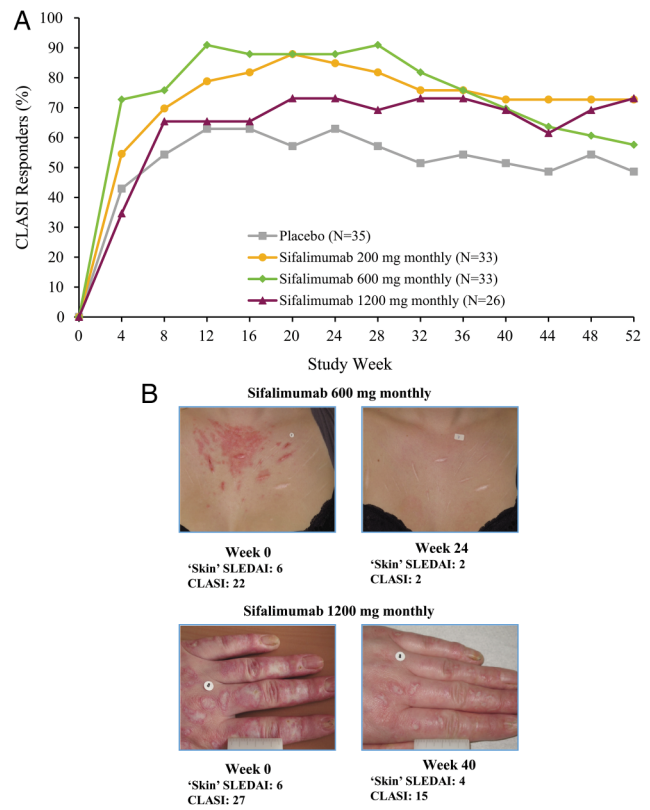 A
CLASI Responders (%)
100
90
80
70
60
50
40
30
20
10
0
Placebo (N=35)
Sifalimumab 200 mg monthly (N=33)
Sifalimumab 600 mg monthly (N=33)
Sifalimumab 1200 mg monthly (N=26)
0 4 8 12 16 20 24 28 32 36 40 44 48 52
Study Week
B
Sifalimumab 600 mg monthly
Week 0
‘Skin’ SLEDAI: 6
CLASI: 22
Week 24
‘Skin’ SLEDAI: 2
CLASI: 2
Sifalimumab 1200 mg monthly
Week 0
‘Skin’ SLEDAI: 6
CLASI: 27
Week 40
‘Skin’ SLEDAI: 4
CLASI: 15